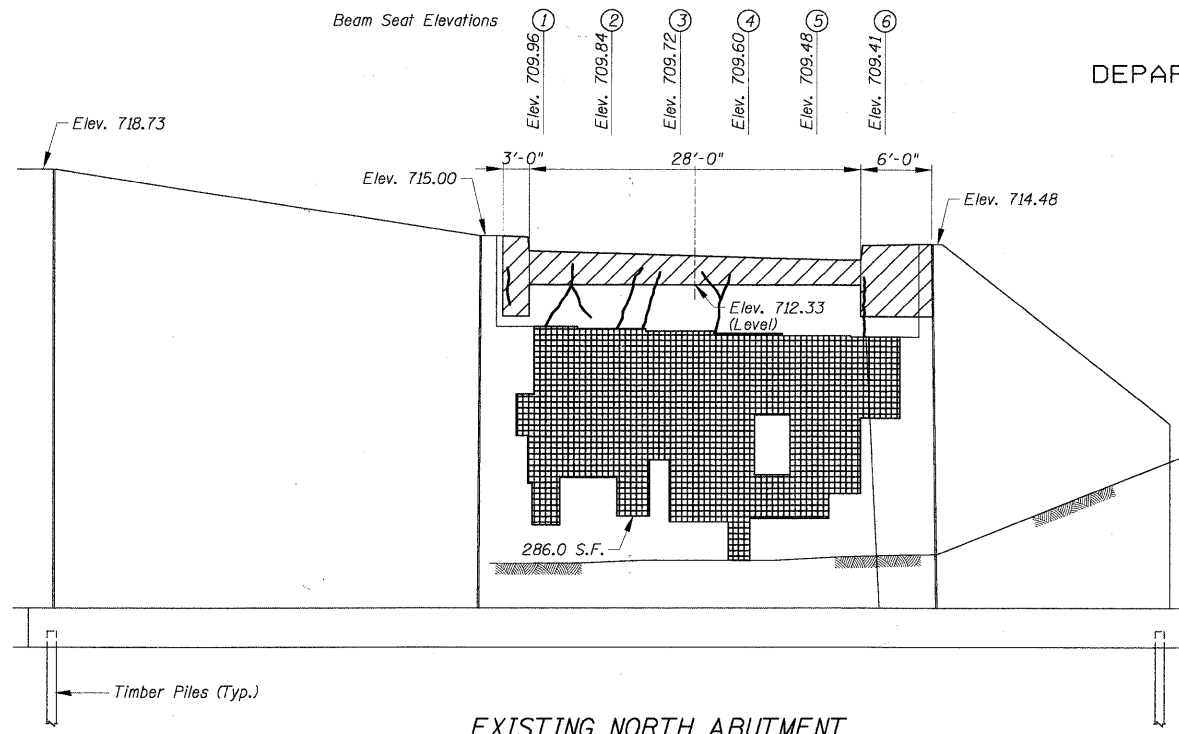 Beam Seat Elevations
1 2 3 4 5 6
Elev. 709.96
Elev. 709.84
Elev. 709.72
Elev. 709.60
Elev. 709.48
Elev. 709.41
DEPAR
Elev. 718.73
3'-0" 28'-0" 6'-0"
Elev. 715.00
Elev. 714.48
Elev. 712.33
(Level)
286.0 S.F.
Timber Piles (Typ.)
EXISTING NORTH ABUTMENT